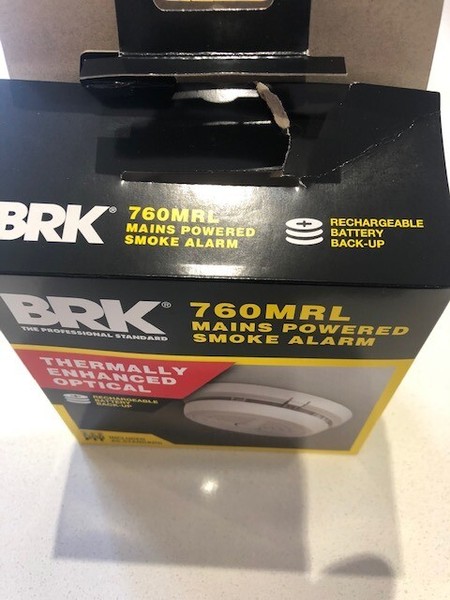 BRK®
760MRL
MAINS POWERED
SMOKE ALARM
RECHARGEABLE
BATTERY
BACK-UP
BRK®
THE PROFESSIONAL STANDARD
760MRL
MAINS POWERED
SMOKE ALARM
THERMALLY
ENHANCED
OPTICAL
RECHARGEABLE
BATTERY
BACK-UP